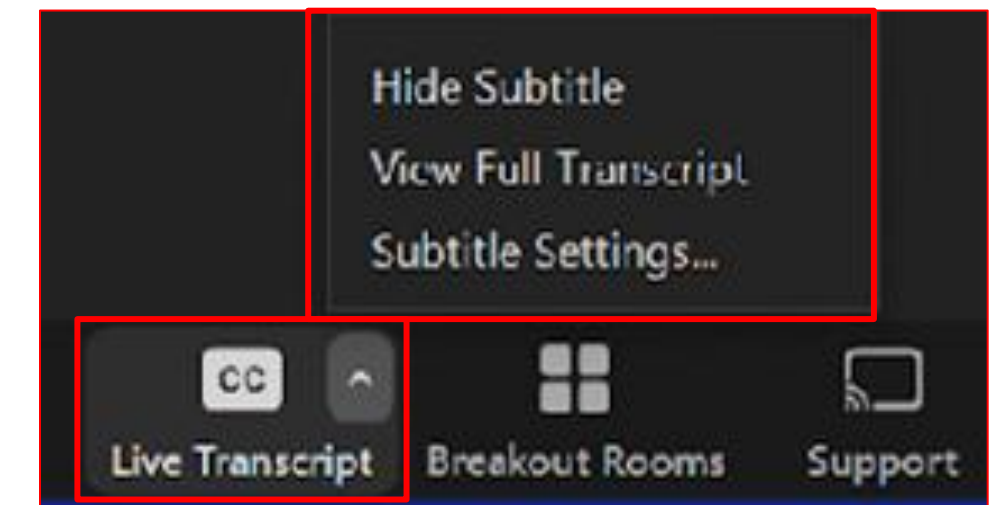 Hide Subtitle
View Full Transcript
Subtitle Settings...
CC
Live Transcript
Breakout Rooms
Support